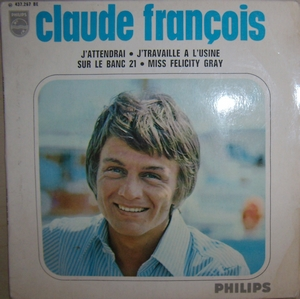 claude françois
J'ATTENDRAI • J'TRAVAILLE A L'USINE
SUR LE BANC 21 • MISS FELICITY GRAY
PHILIPS